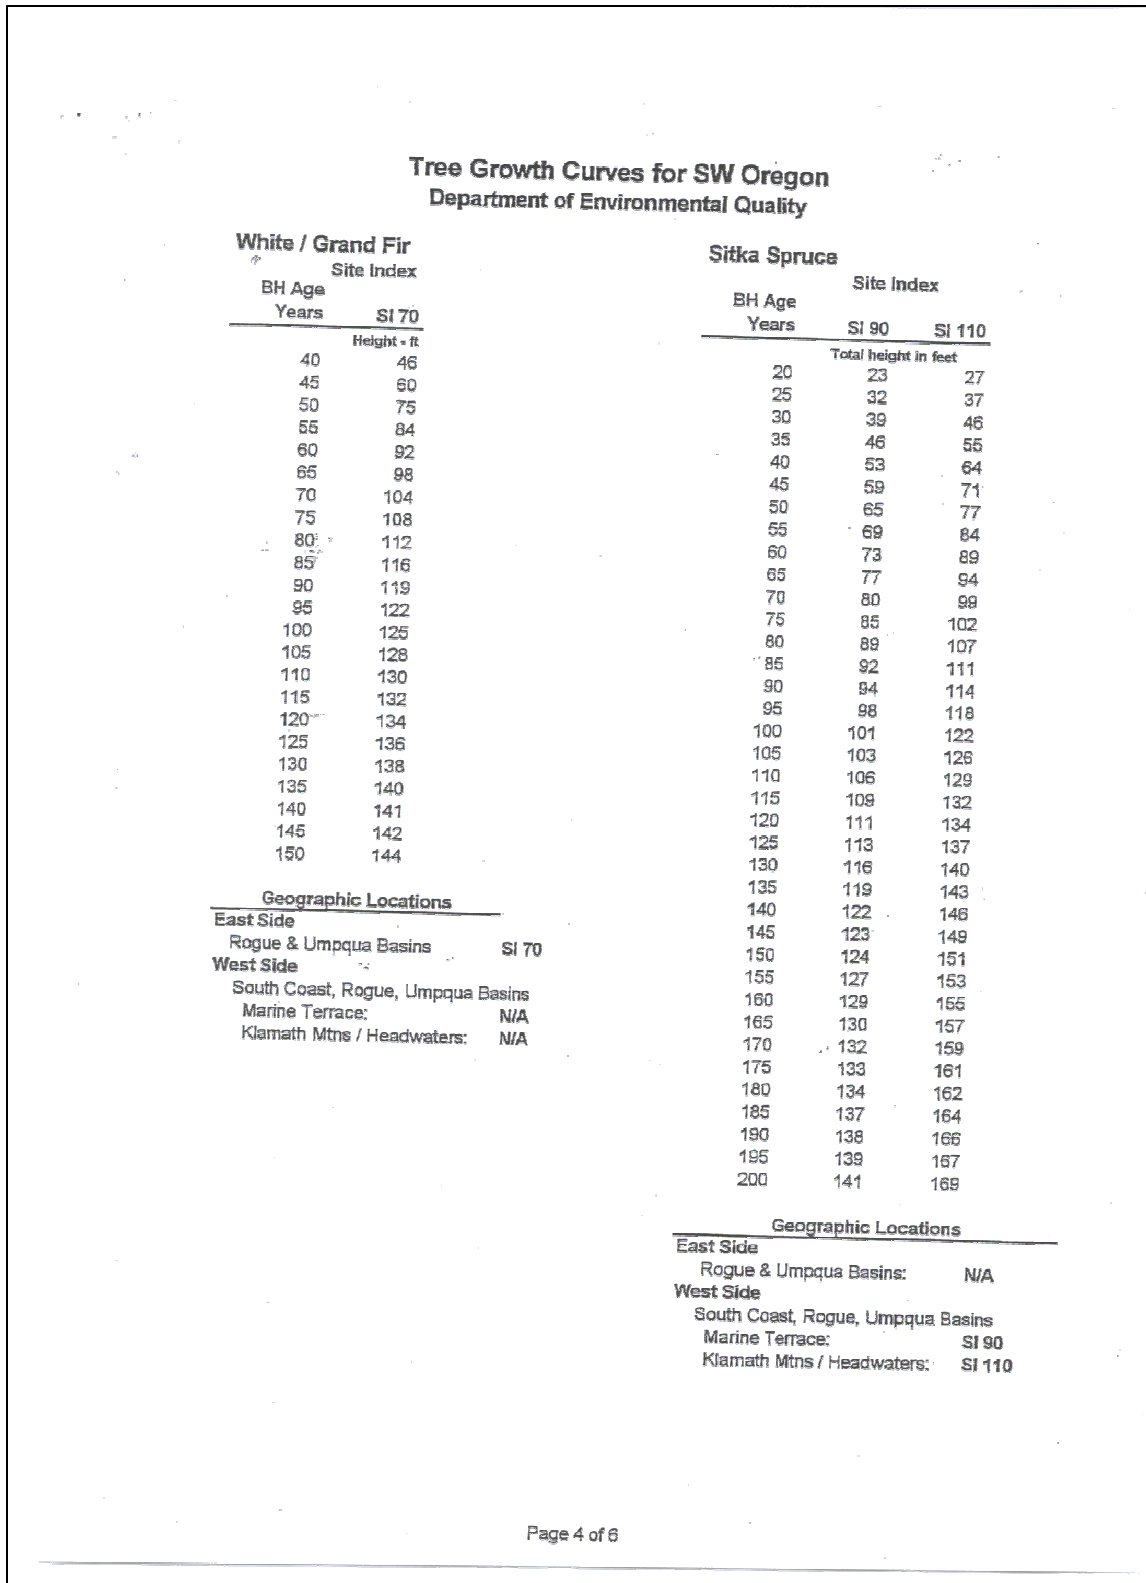 Tree Growth Curves for SW Oregon
Department of Environmental Quality
White / Grand Fir
Site Index
BH Age
Years SI 70
Height - ft
40 46
45 60
50 75
55 84
60 92
65 98
70 104
75 108
80 112
85 116
90 119
95 122
100 125
105 128
110 130
115 132
120 134
125 136
130 138
135 140
140 141
145 142
150 144
Geographic Locations
East Side
Rogue & Umpqua Basins SI 70
West Side
South Coast, Rogue, Umpqua Basins
Marine Terrace: N/A
Klamath Mtns / Headwaters: N/A
Sitka Spruce
Site Index
BH Age
Years SI 90 SI 110
Total height in feet
20 23 27
25 32 37
30 39 46
35 46 55
40 53 64
45 59 71
50 65 77
55 69 84
60 73 89
65 77 94
70 80 99
75 85 102
80 89 107
85 92 111
90 94 114
95 98 118
100 101 122
105 103 126
110 106 129
115 109 132
120 111 134
125 113 137
130 116 140
135 119 143
140 122 146
145 123 149
150 124 151
155 127 153
160 129 155
165 130 157
170 132 159
175 133 161
180 134 162
185 137 164
190 138 166
195 139 167
200 141 169
Geographic Locations
East Side
Rogue & Umpqua Basins: N/A
West Side
South Coast, Rogue, Umpqua Basins
Marine Terrace: SI 90
Klamath Mtns / Headwaters: SI 110
Page 4 of 6